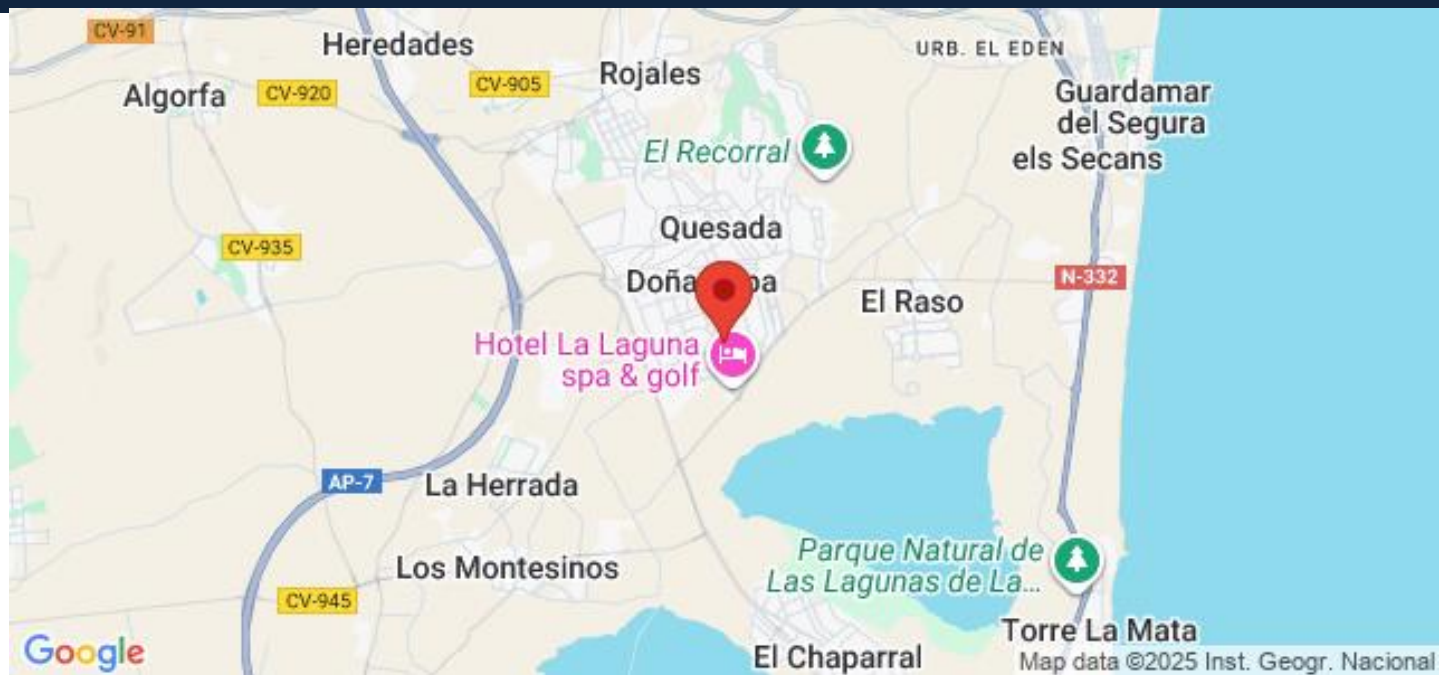 CV-91
Heredades
URB. EL EDEN
Rojales
Algorfa
CV-920
CV-905
Guardamar
del Segura
els Secans
El Recorral
Quesada
CV-935
Doña
N-332
El Raso
Hotel La Laguna
spa & golf
AP-7
La Herrada
Parque Natural de
Las Lagunas de La...
Los Montesinos
CV-945
Torre La Mata
Google
El Chaparral
Map data ©2025 Inst. Geogr. Nacional